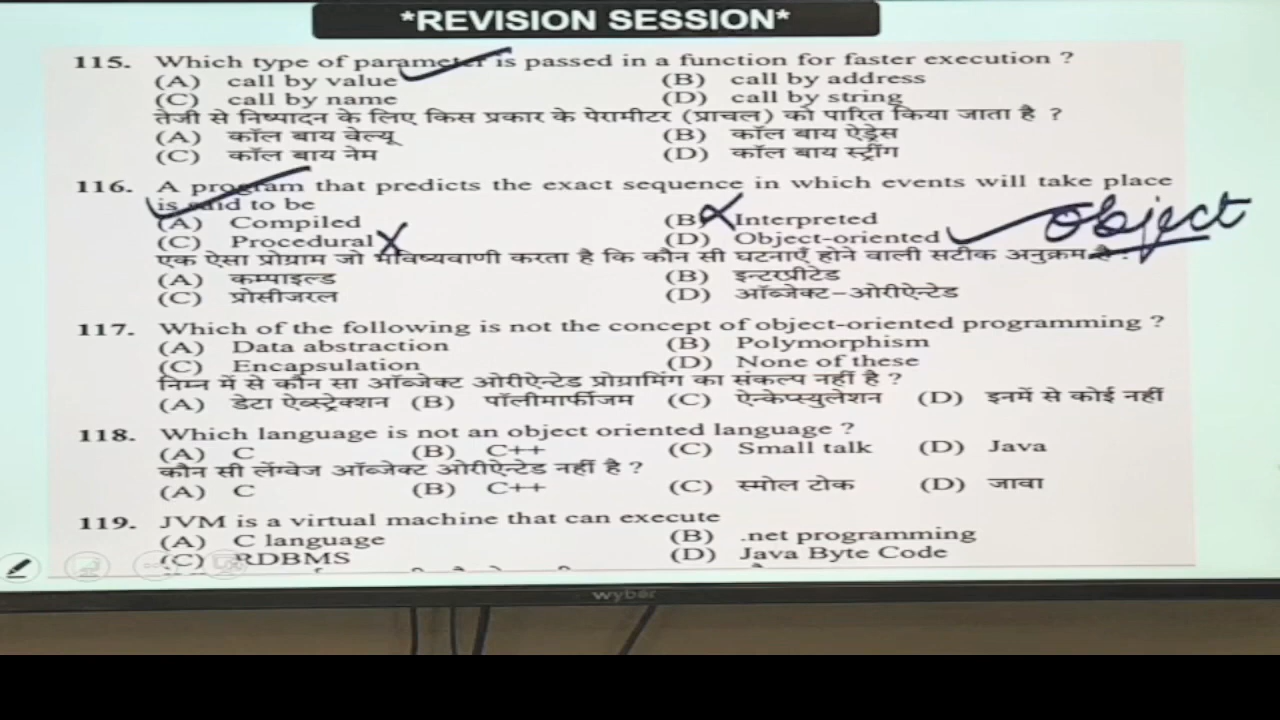 *REVISION SESSION*
115. Which type of parameter is passed in a function for faster execution ?
(A) call by value (B) call by address
(C) call by name (D) call by string
तेजी से निष्पादन के लिए किस प्रकार के पेरामीटर (प्राचल) को पारित किया जाता है ?
(A) कॉल बाय वेल्यू (B) कॉल बाय ऐड्रेस
(C) कॉल बाय नेम (D) कॉल बाय स्ट्रींग
116. A program that predicts the exact sequence in which events will take place
is said to be
(A) Compiled (B) Interpreted
(C) Procedural (D) Object-oriented
object
एक ऐसा प्रोग्राम जो भविष्यवाणी करता है कि कौन सी घटनाएँ होने वाली सटीक अनुक्रम है :
(A) कम्पाइल्ड (B) इन्टरप्रीटेड
(C) प्रोसीजरल (D) ऑब्जेक्ट-ओरीऐन्टेड
117. Which of the following is not the concept of object-oriented programming ?
(A) Data abstraction (B) Polymorphism
(C) Encapsulation (D) None of these
निम्न में से कौन सा ऑब्जेक्ट ओरीऐन्टेड प्रोग्रामिंग का संकल्प नहीं है ?
(A) डेटा ऐब्स्ट्रेक्शन (B) पॉलीमार्फीजम (C) ऐन्केप्स्युलेशन (D) इनमें से कोई नहीं
118. Which language is not an object oriented language ?
(A) C (B) C++ (C) Small talk (D) Java
कौन सी लेंग्वेज ऑब्जेक्ट ओरीऐन्टेड नहीं है ?
(A) C (B) C++ (C) स्मोल टोक (D) जावा
119. JVM is a virtual machine that can execute
(A) C language (B) .net programming
(C) RDBMS (D) Java Byte Code
wybor